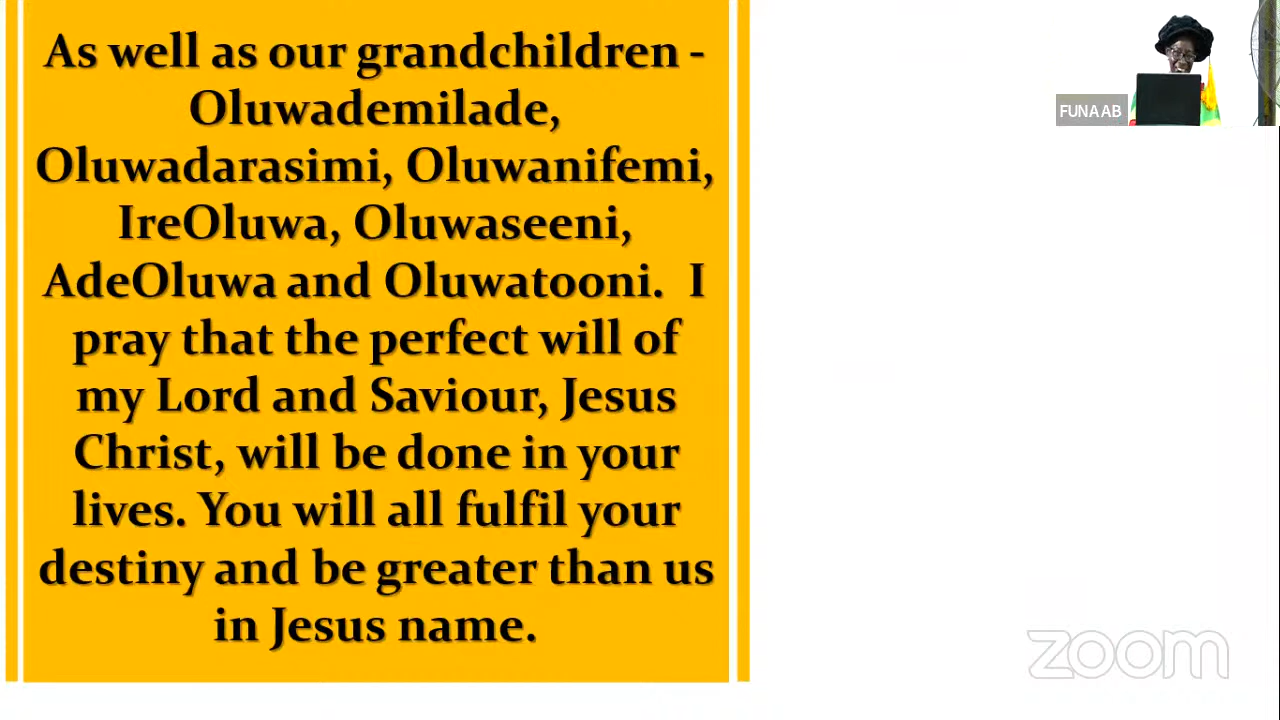 As well as our grandchildren -
Oluwademilade,
Oluwadarasimi, Oluwanifemi,
IreOluwa, Oluwaseeni,
AdeOluwa and Oluwatooni.  I
pray that the perfect will of
my Lord and Saviour, Jesus
Christ, will be done in your
lives. You will all fulfil your
destiny and be greater than us
in Jesus name.
FUNAAB
zoom